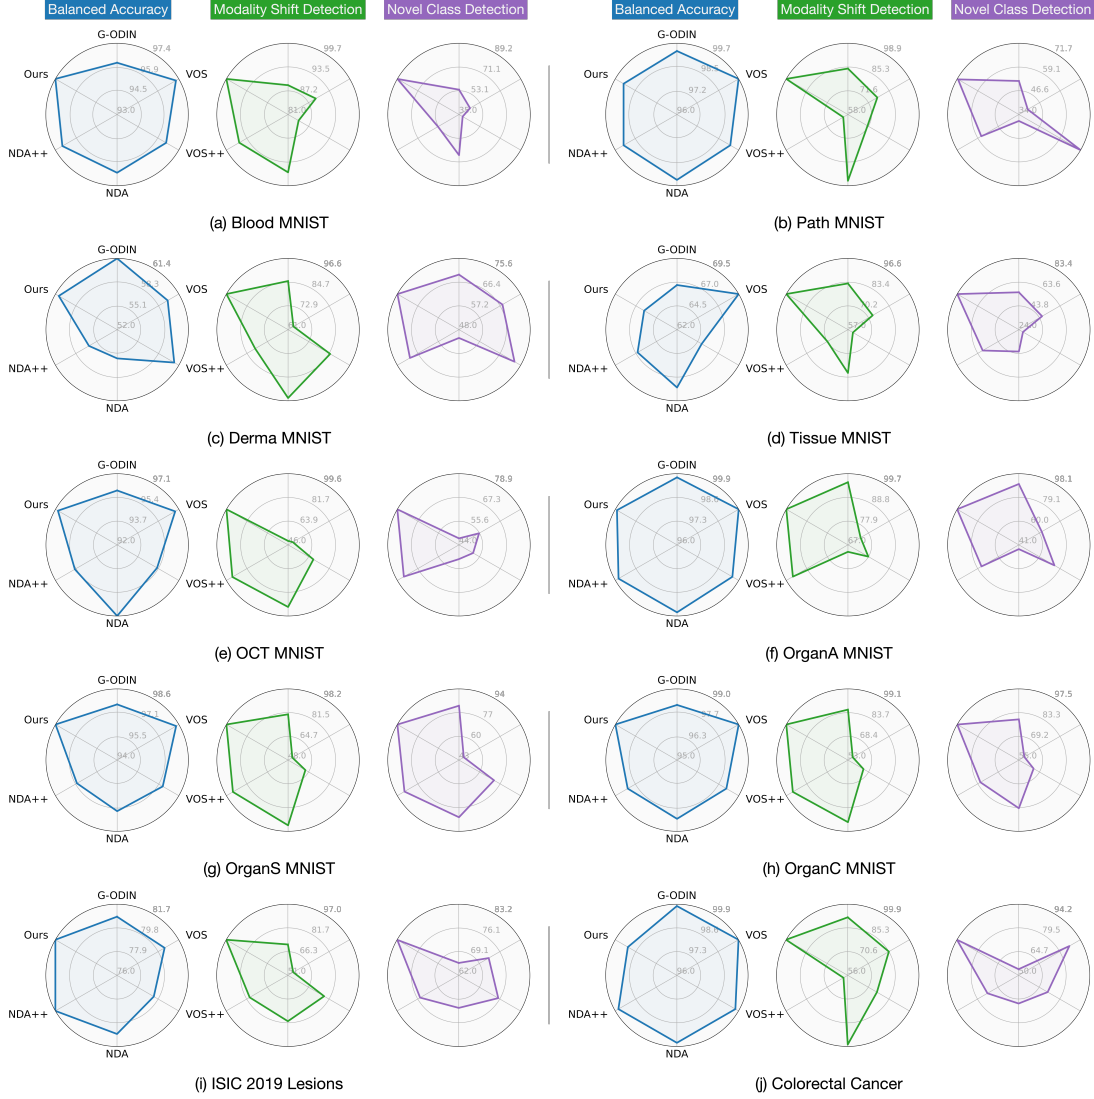 Balanced Accuracy Modality Shift Detection Novel Class Detection Balanced Accuracy Modality Shift Detection Novel Class Detection
G-ODIN 97.4 95.9 94.5 93.0 Ours VOS NDA++ VOS++ NDA
99.7 93.5 87.2 81.0
89.2 71.1 53.1
(a) Blood MNIST
G-ODIN 99.7 97.2 96.0 Ours VOS NDA++ VOS++ NDA
98.9 85.3 58.0
71.7 59.1 46.6
(b) Path MNIST
G-ODIN 61.4 55.1 52.0 Ours VOS NDA++ VOS++ NDA
96.6 84.7 72.9
75.6 66.4 57.2 48.0
(c) Derma MNIST
G-ODIN 69.5 67.0 64.5 62.0 Ours VOS NDA++ VOS++ NDA
96.6 83.4
83.4 63.6 43.8 24.0
(d) Tissue MNIST
G-ODIN 97.1 95.4 93.7 92.0 Ours VOS NDA++ VOS++ NDA
99.6 81.7 63.9 46.0
78.9 67.3 55.6 44.0
(e) OCT MNIST
G-ODIN 99.9 98.6 97.3 96.0 Ours VOS NDA++ VOS++ NDA
99.7 88.8 77.9 67.0
98.1 79.1 60.0 41.0
(f) OrganA MNIST
G-ODIN 98.6 97.1 95.5 94.0 Ours VOS NDA++ VOS++ NDA
98.2 81.5 64.7 48.0
94 77 60
(g) OrganS MNIST
G-ODIN 99.0 97.7 96.3 95.0 Ours VOS NDA++ VOS++ NDA
99.1 83.7 68.4
97.5 83.3 69.2
(h) OrganC MNIST
G-ODIN 81.7 79.8 77.9 76.0 Ours VOS NDA++ VOS++ NDA
97.0 81.7 66.3 51.0
83.2 76.1 69.1 62.0
(i) ISIC 2019 Lesions
G-ODIN 99.9 98.6 97.3 96.0 Ours VOS NDA++ VOS++ NDA
99.9 85.3 70.6 56.0
94.2 79.5 64.7 50.0
(j) Colorectal Cancer